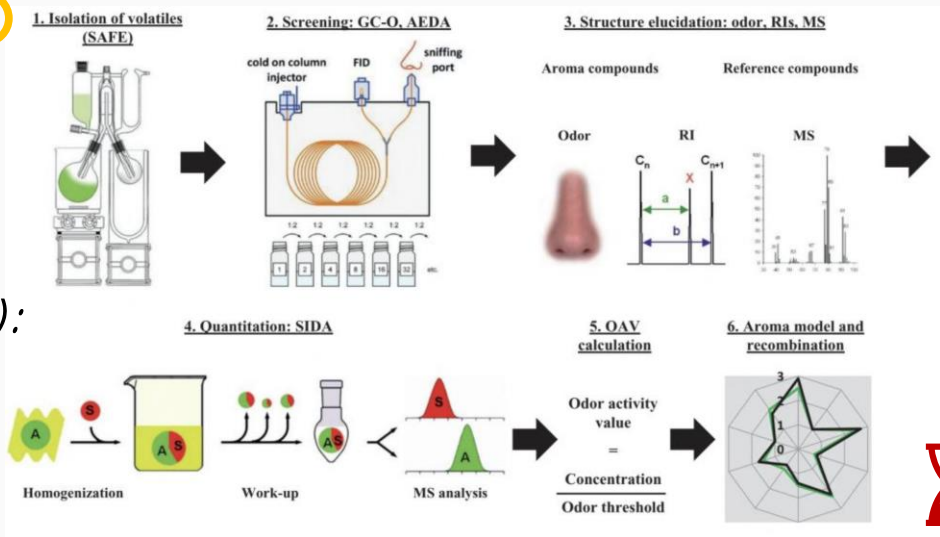 1. Isolation of volatiles
(SAFE)
2. Screening: GC-O, AEDA
3. Structure elucidation: odor, RIs, MS
cold on column
injector
FID
sniffing
port
Aroma compounds
Reference compounds
Odor
RI
MS
Cn
X
Cn+1
a
b
1:2 1:2 1:2 1:2 1:2 1:2
1 2 4 8 16 32 etc.
):
4. Quantitation: SIDA
5. OAV
calculation
6. Aroma model and
recombination
A
S
A S
A S
S
A
Homogenization
Work-up
MS analysis
Odor activity
value
=
Concentration
Odor threshold
3
1
0